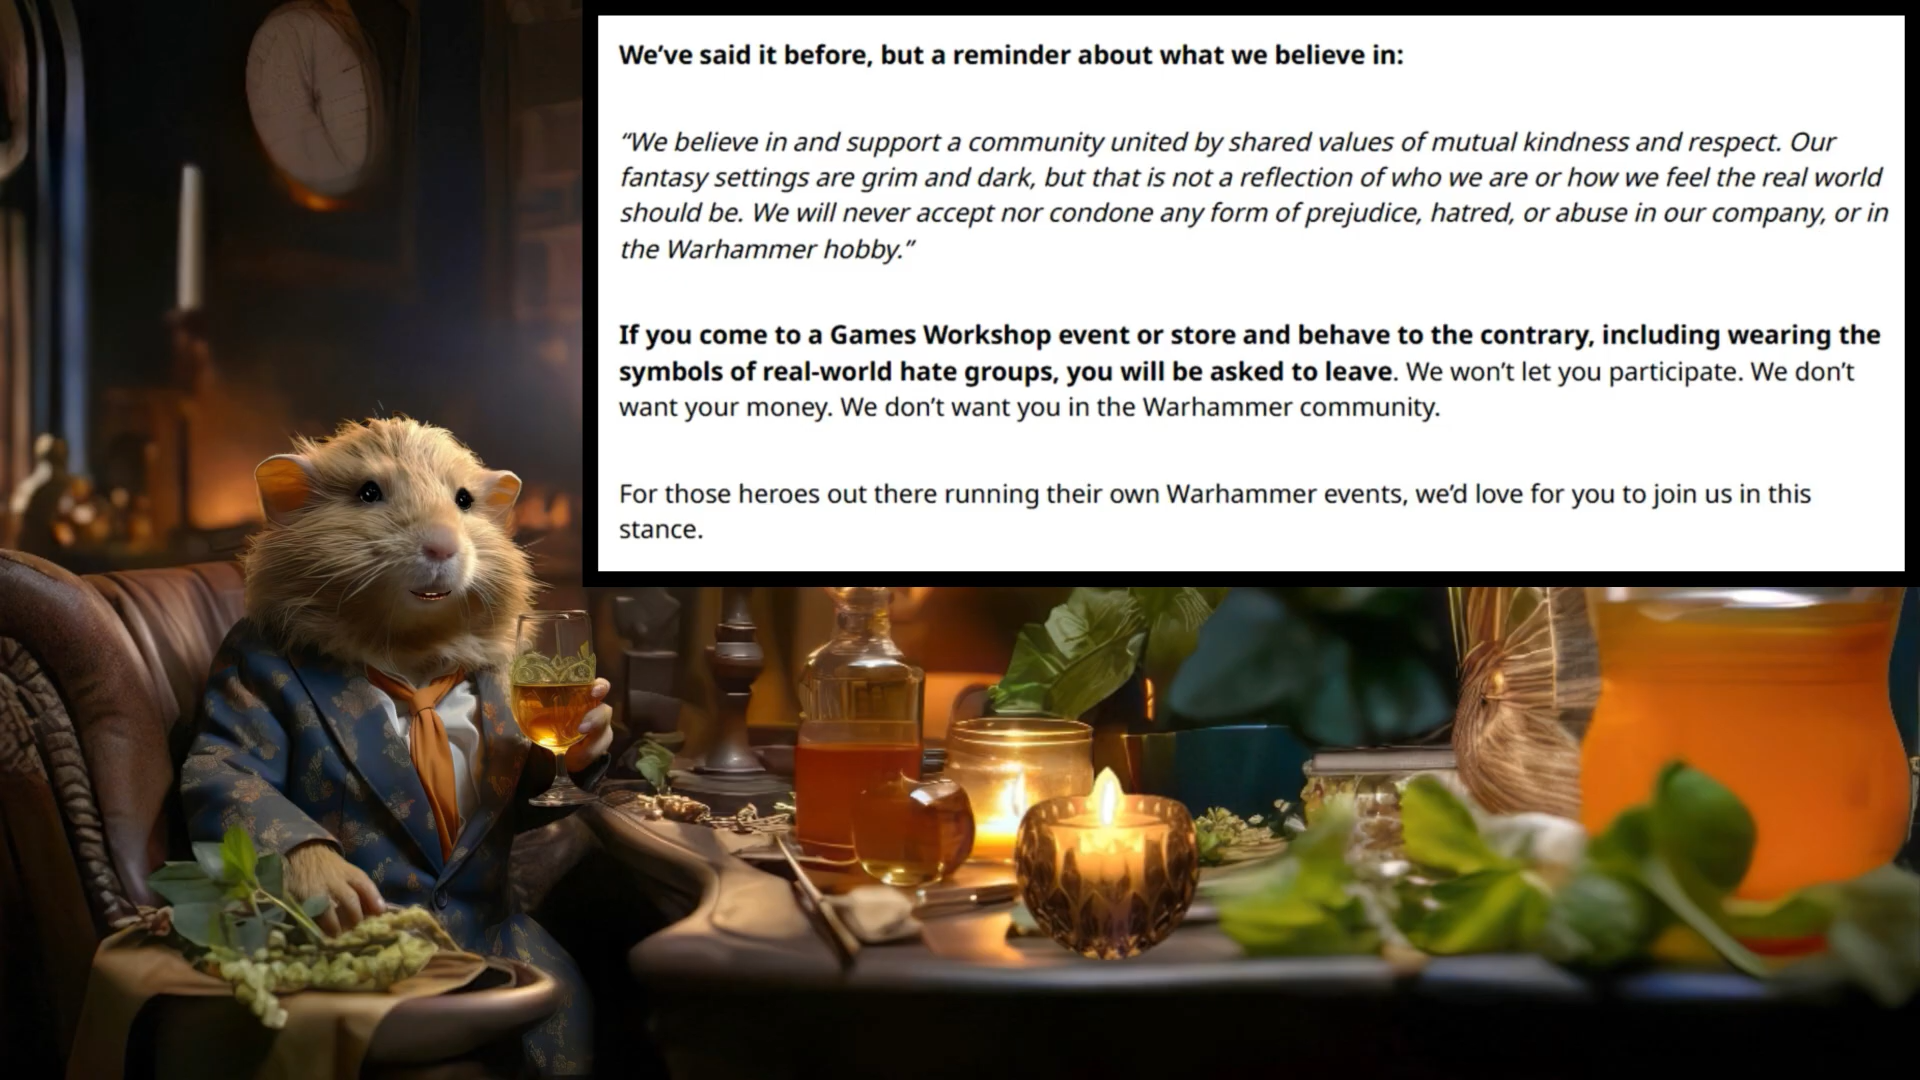 We’ve said it before, but a reminder about what we believe in:
“We believe in and support a community united by shared values of mutual kindness and respect. Our
fantasy settings are grim and dark, but that is not a reflection of who we are or how we feel the real world
should be. We will never accept nor condone any form of prejudice, hatred, or abuse in our company, or in
the Warhammer hobby.”
If you come to a Games Workshop event or store and behave to the contrary, including wearing the
symbols of real-world hate groups, you will be asked to leave. We won’t let you participate. We don’t
want your money. We don’t want you in the Warhammer community.
For those heroes out there running their own Warhammer events, we’d love for you to join us in this
stance.